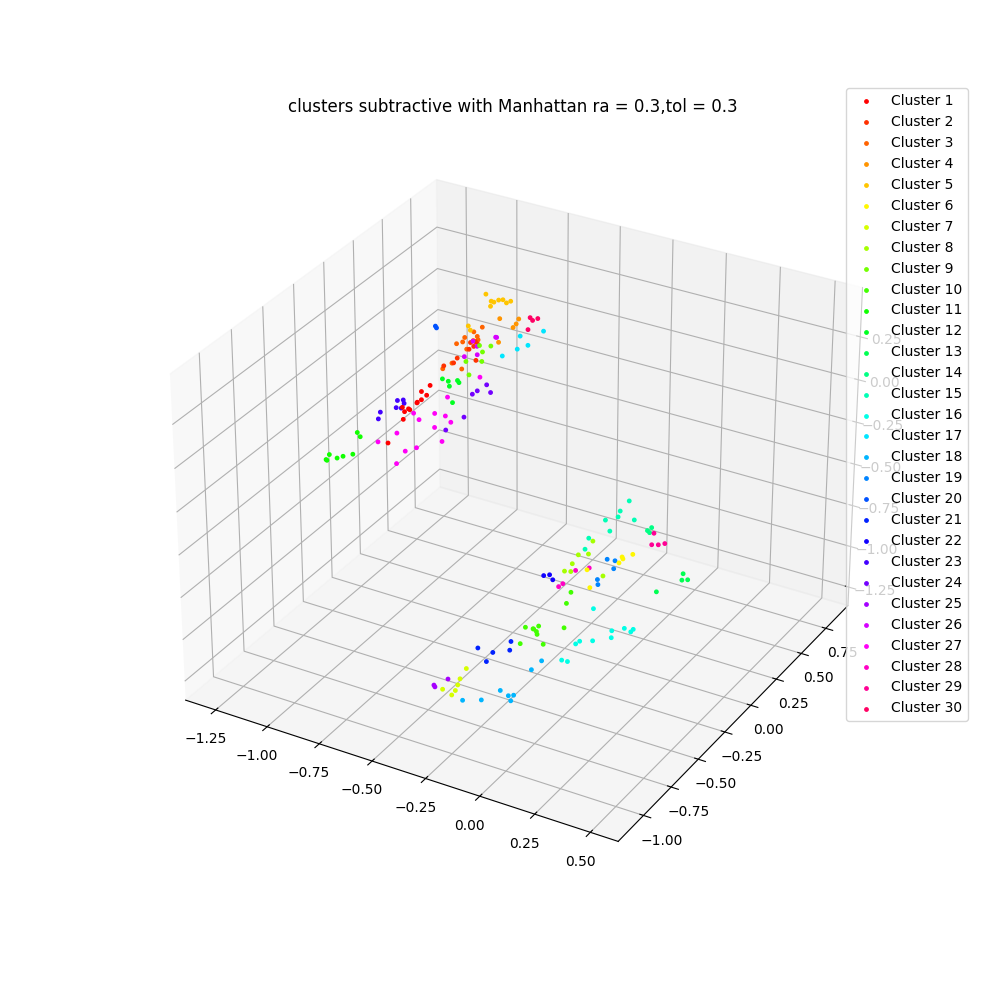 clusters subtractive with Manhattan ra = 0.3,tol = 0.3
Cluster 1
Cluster 2
Cluster 3
Cluster 4
Cluster 5
Cluster 6
Cluster 7
Cluster 8
Cluster 9
Cluster 10
Cluster 11
Cluster 12
Cluster 13
Cluster 14
Cluster 15
Cluster 16
Cluster 17
Cluster 18
Cluster 19
Cluster 20
Cluster 21
Cluster 22
Cluster 23
Cluster 24
Cluster 25
Cluster 26
Cluster 27
Cluster 28
Cluster 29
Cluster 30
0.25
0.00
−0.25
−0.50
−0.75
−1.00
−1.25
0.75
0.50
0.25
0.00
−0.25
−0.50
−0.75
−1.00
−1.25
−1.00
−0.75
−0.50
−0.25
0.00
0.25
0.50